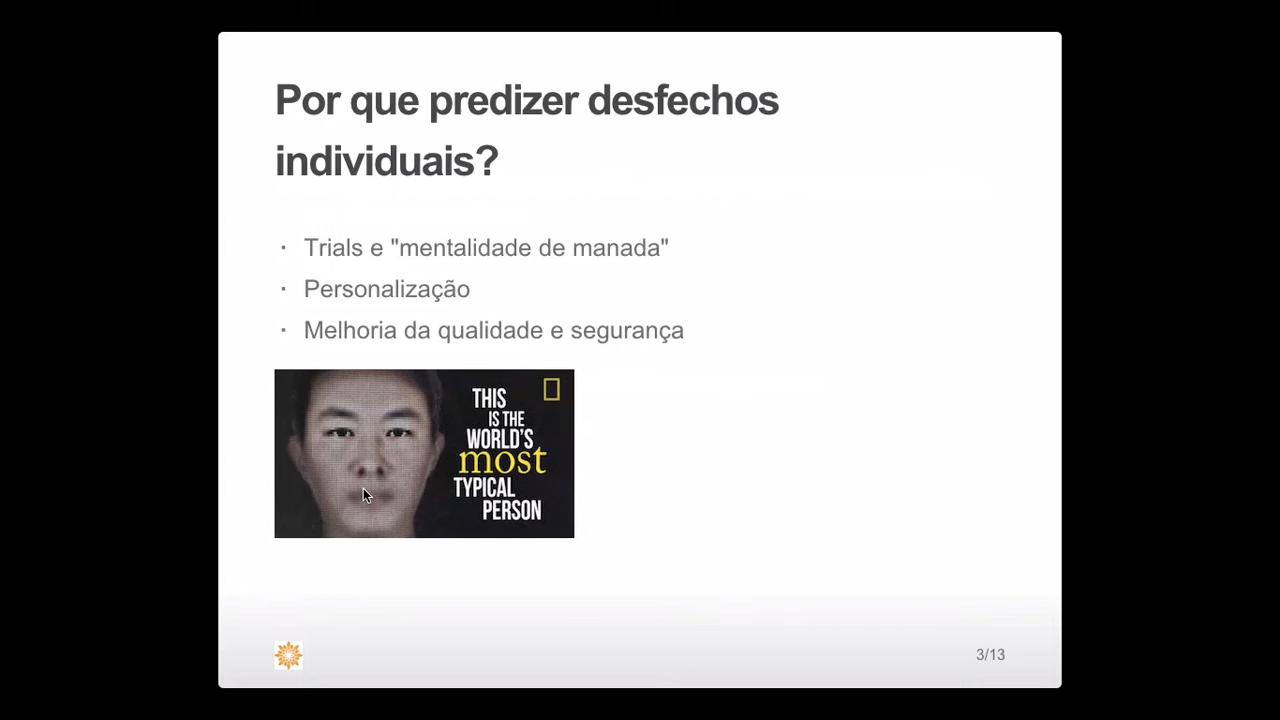 Por que predizer desfechos
individuais?
· Trials e "mentalidade de manada"
· Personalização
· Melhoria da qualidade e segurança
THIS
IS THE
WORLD'S
most
TYPICAL
PERSON
3/13